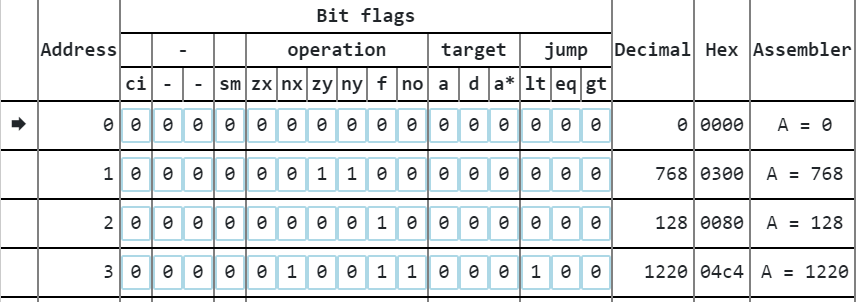 Bit flags
Address - operation target jump Decimal Hex Assembler
ci - - sm zx nx zy ny f no a d a* lt eq gt
0 0 0 0 0 0 0 0 0 0 0 0 0 0 0 0 0 0 0000 A = 0
1 0 0 0 0 0 0 1 1 0 0 0 0 0 0 0 0 768 0300 A = 768
2 0 0 0 0 0 0 0 0 1 0 0 0 0 0 0 0 128 0080 A = 128
3 0 0 0 0 0 1 0 0 1 1 0 0 0 1 0 0 1220 04c4 A = 1220